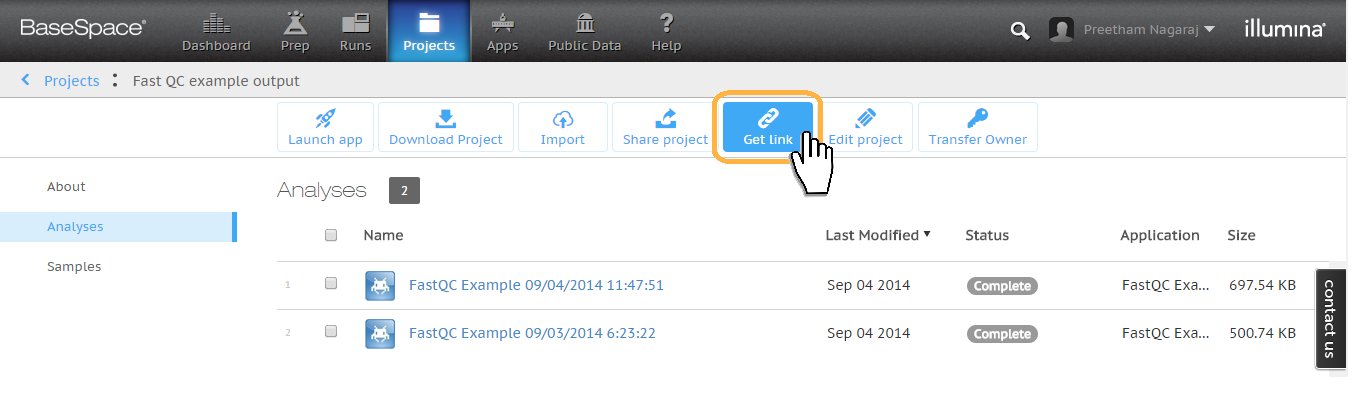 BaseSpace®
Dashboard Prep Runs Projects Apps Public Data Help
Preetham Nagaraj
illumina®
Projects : Fast QC example output
Launch app Download Project Import Share project Get link Edit project Transfer Owner
About
Analyses
Samples
Analyses 2
Name Last Modified Status Application Size
1 FastQC Example 09/04/2014 11:47:51 Sep 04 2014 Complete FastQC Exa... 697.54 KB
2 FastQC Example 09/03/2014 6:23:22 Sep 04 2014 Complete FastQC Exa... 500.74 KB
contact us